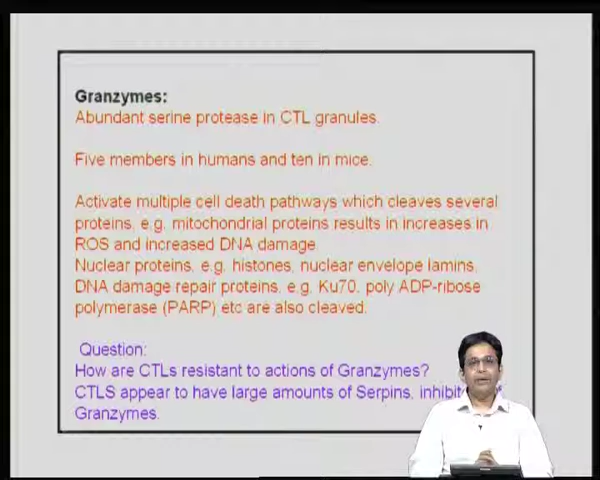 Granzymes:
Abundant serine protease in CTL granules.
Five members in humans and ten in mice.
Activate multiple cell death pathways which cleaves several
proteins, e.g. mitochondrial proteins results in increases in
ROS and increased DNA damage.
Nuclear proteins, e.g. histones, nuclear envelope lamins,
DNA damage repair proteins, e.g. Ku70, poly ADP-ribose
polymerase (PARP) etc are also cleaved.
Question:
How are CTLs resistant to actions of Granzymes?
CTLS appear to have large amounts of Serpins,
Granzymes.